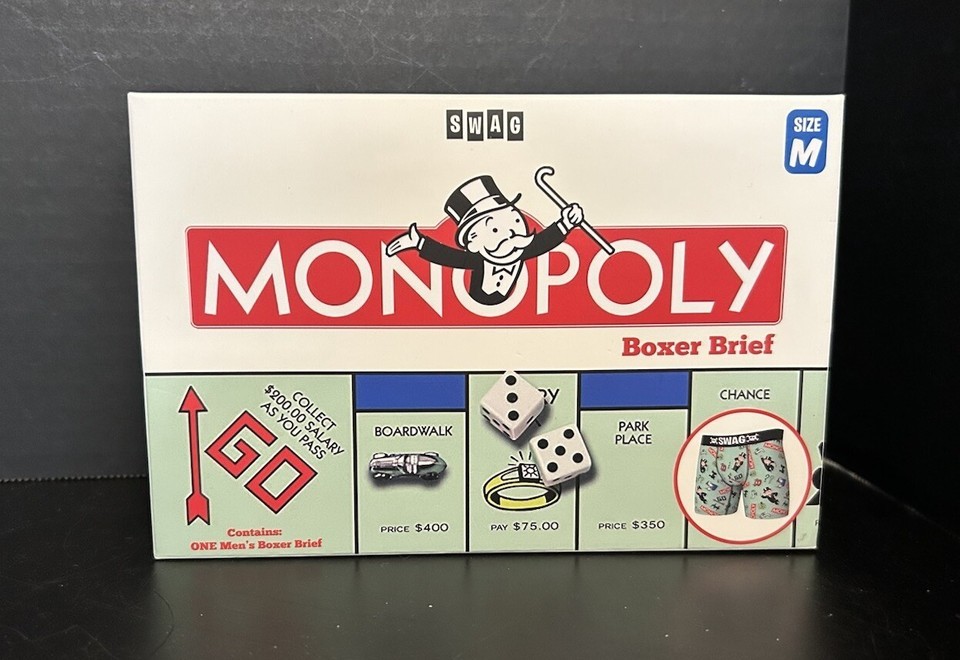 SWAG
SIZE
M
MONOPOLY
Boxer Brief
COLLECT
$200.00 SALARY
AS YOU PASS
GO
Contains:
ONE Men's Boxer Brief
BOARDWALK
PRICE $400
RY
PAY $75.00
PARK
PLACE
PRICE $350
CHANCE
SWAG